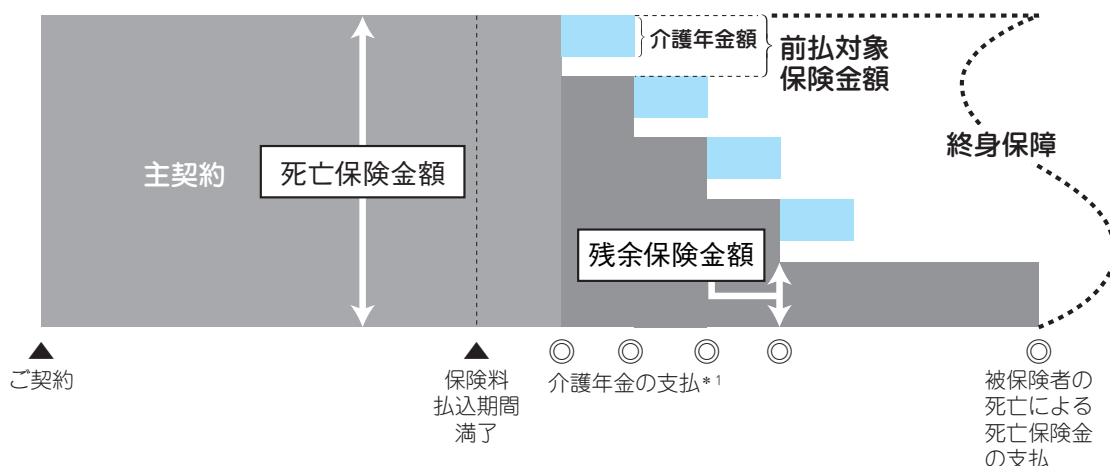 介護年金額
前払対象
保険金額
終身保障
主契約
死亡保険金額
残余保険金額
▲
▲
◎
◎
◎
◎
◎
ご契約
保険料
払込期間
満了
介護年金の支払*1
被保険者の
死亡による
死亡保険金
の支払